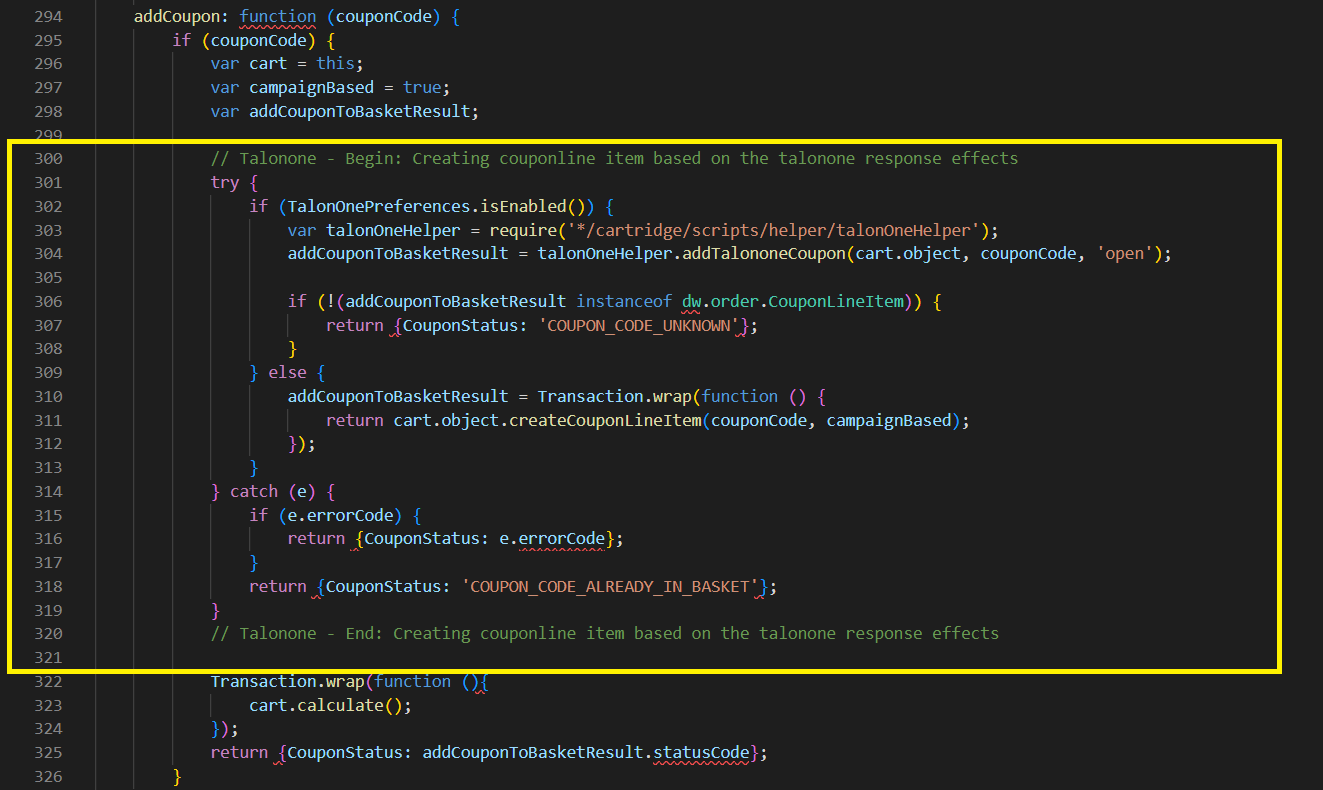 294 addCoupon: function (couponCode) {
295 if (couponCode) {
296 var cart = this;
297 var campaignBased = true;
298 var addCouponToBasketResult;
299
300 // Talonone - Begin: Creating couponline item based on the talonone response effects
301 try {
302 if (TalonOnePreferences.isEnabled()) {
303 var talonOneHelper = require('*/cartridge/scripts/helper/talonOneHelper');
304 addCouponToBasketResult = talonOneHelper.addTalononeCoupon(cart.object, couponCode, 'open');
305
306 if (!(addCouponToBasketResult instanceof dw.order.CouponLineItem)) {
307 return {CouponStatus: 'COUPON_CODE_UNKNOWN'};
308 }
309 } else {
310 addCouponToBasketResult = Transaction.wrap(function () {
311 return cart.object.createCouponLineItem(couponCode, campaignBased);
312 });
313 }
314 } catch (e) {
315 if (e.errorCode) {
316 return {CouponStatus: e.errorCode};
317 }
318 return {CouponStatus: 'COUPON_CODE_ALREADY_IN_BASKET'};
319 }
320 // Talonone - End: Creating couponline item based on the talonone response effects
321
322 Transaction.wrap(function (){
323 cart.calculate();
324 });
325 return {CouponStatus: addCouponToBasketResult.statusCode};
326 }